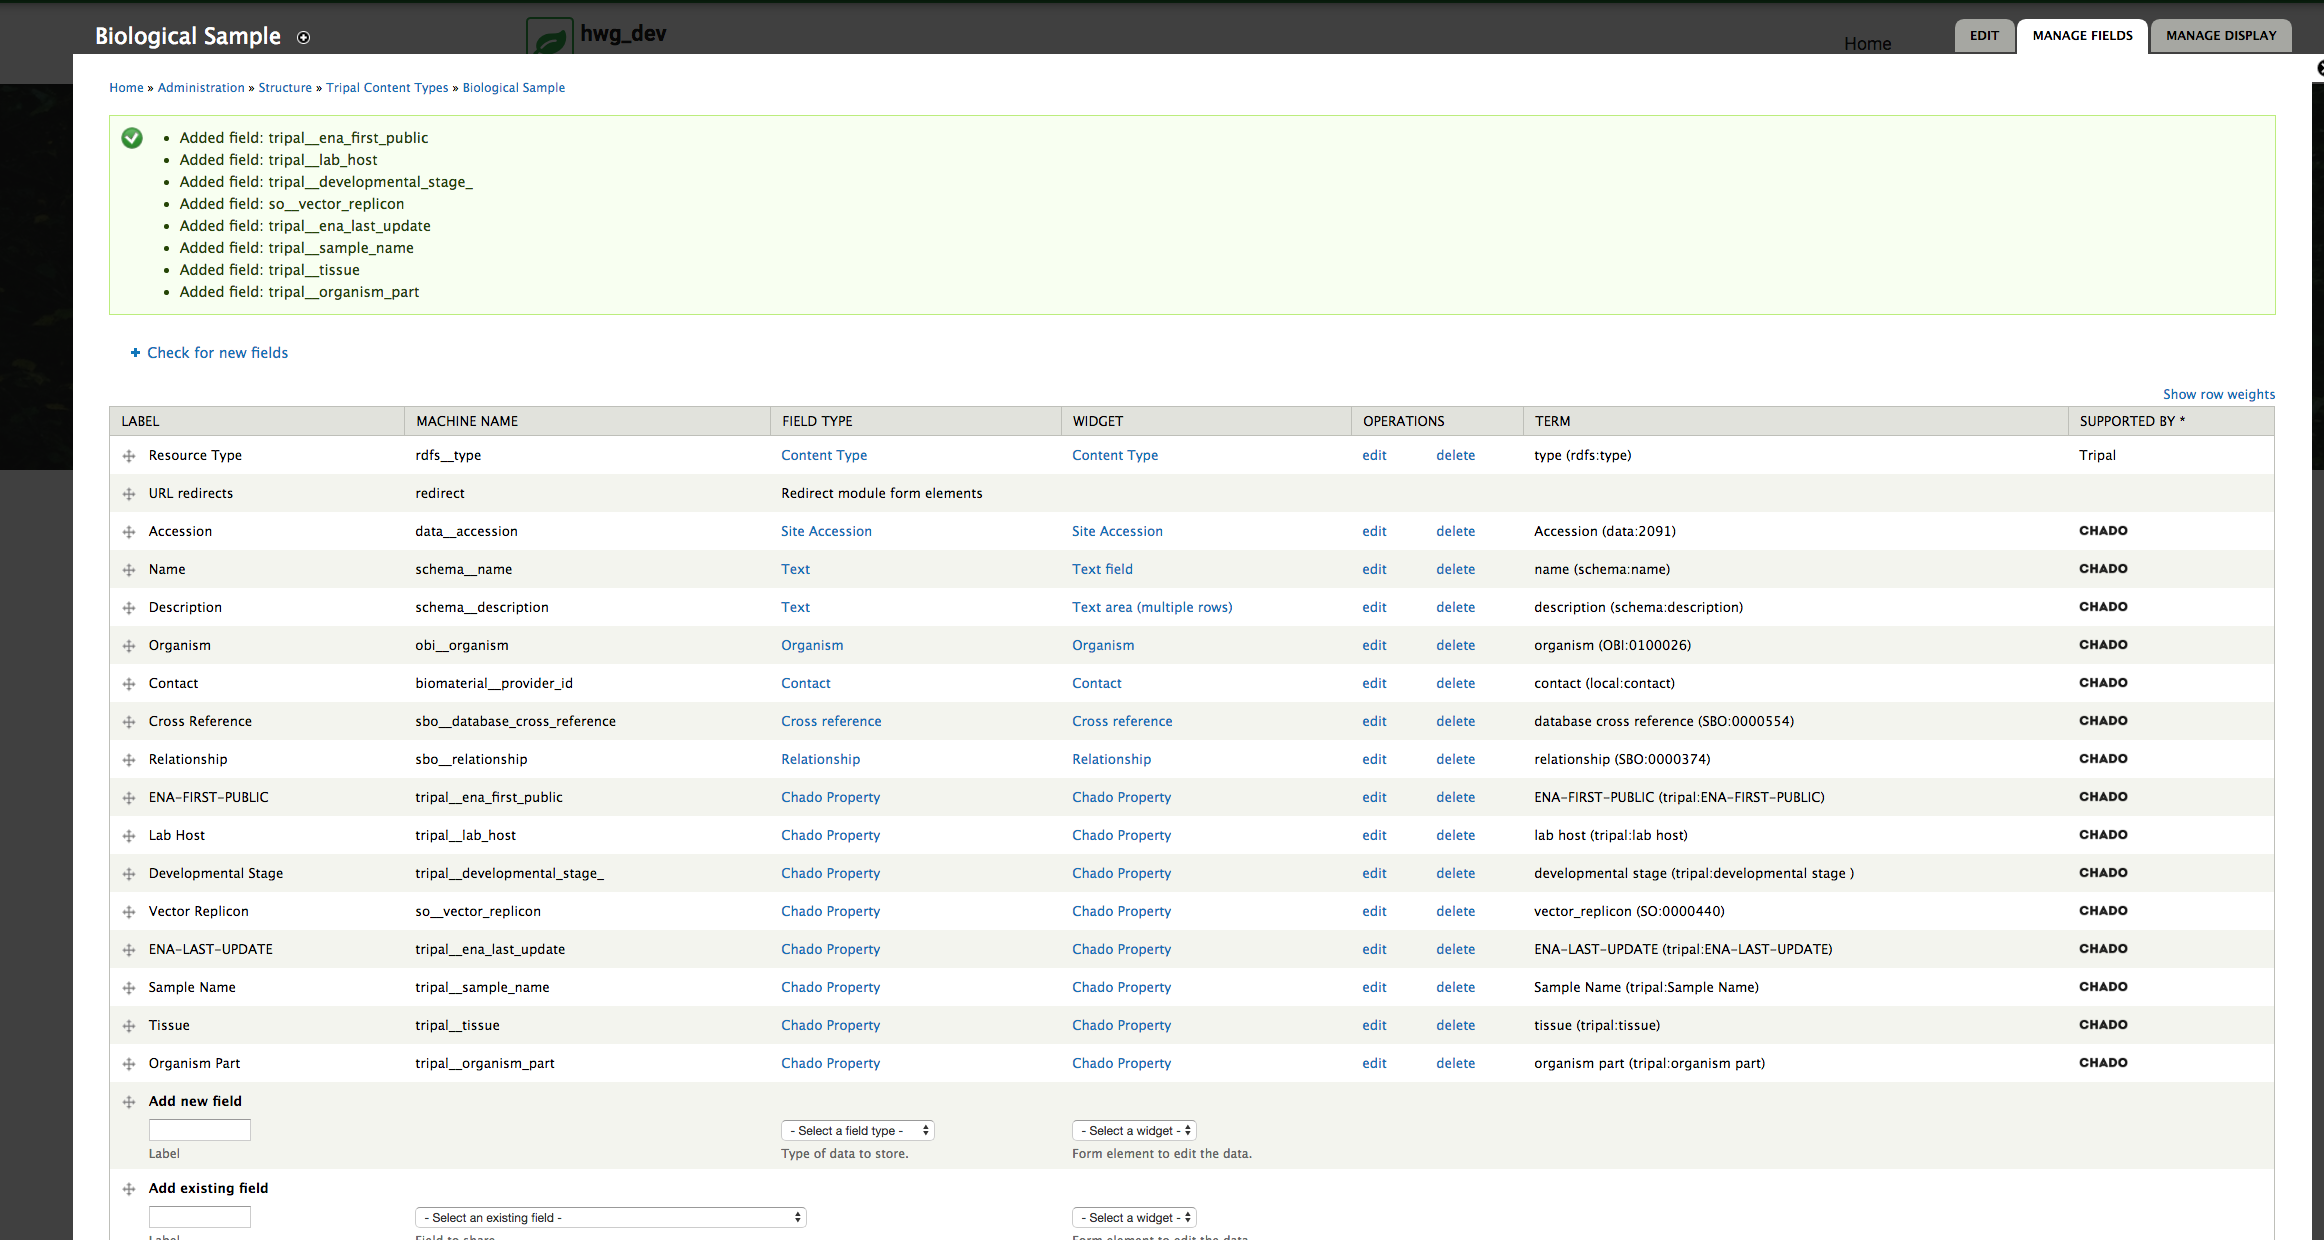 Biological Sample
hwg_dev
Home
EDIT
MANAGE FIELDS
MANAGE DISPLAY
Home » Administration » Structure » Tripal Content Types » Biological Sample
Added field: tripal__ena_first_public
Added field: tripal__lab_host
Added field: tripal__developmental_stage_
Added field: so__vector_replicon
Added field: tripal__ena_last_update
Added field: tripal__sample_name
Added field: tripal__tissue
Added field: tripal__organism_part
+ Check for new fields
Show row weights
LABEL MACHINE NAME FIELD TYPE WIDGET OPERATIONS TERM SUPPORTED BY *
Resource Type rdfs__type Content Type Content Type edit delete type (rdfs:type) Tripal
URL redirects redirect Redirect module form elements
Accession data__accession Site Accession Site Accession edit delete Accession (data:2091) CHADO
Name schema__name Text Text field edit delete name (schema:name) CHADO
Description schema__description Text Text area (multiple rows) edit delete description (schema:description) CHADO
Organism obi__organism Organism Organism edit delete organism (OBI:0100026) CHADO
Contact biomaterial__provider_id Contact Contact edit delete contact (local:contact) CHADO
Cross Reference sbo__database_cross_reference Cross reference Cross reference edit delete database cross reference (SBO:0000554) CHADO
Relationship sbo__relationship Relationship Relationship edit delete relationship (SBO:0000374) CHADO
ENA-FIRST-PUBLIC tripal__ena_first_public Chado Property Chado Property edit delete ENA-FIRST-PUBLIC (tripal:ENA-FIRST-PUBLIC) CHADO
Lab Host tripal__lab_host Chado Property Chado Property edit delete lab host (tripal:lab host) CHADO
Developmental Stage tripal__developmental_stage_ Chado Property Chado Property edit delete developmental stage (tripal:developmental stage ) CHADO
Vector Replicon so__vector_replicon Chado Property Chado Property edit delete vector_replicon (SO:0000440) CHADO
ENA-LAST-UPDATE tripal__ena_last_update Chado Property Chado Property edit delete ENA-LAST-UPDATE (tripal:ENA-LAST-UPDATE) CHADO
Sample Name tripal__sample_name Chado Property Chado Property edit delete Sample Name (tripal:Sample Name) CHADO
Tissue tripal__tissue Chado Property Chado Property edit delete tissue (tripal:tissue) CHADO
Organism Part tripal__organism_part Chado Property Chado Property edit delete organism part (tripal:organism part) CHADO
Add new field
- Select a field type - - Select a widget -
Label Type of data to store. Form element to edit the data.
Add existing field
- Select an existing field - - Select a widget -
Label Field to share Form element to edit the data.